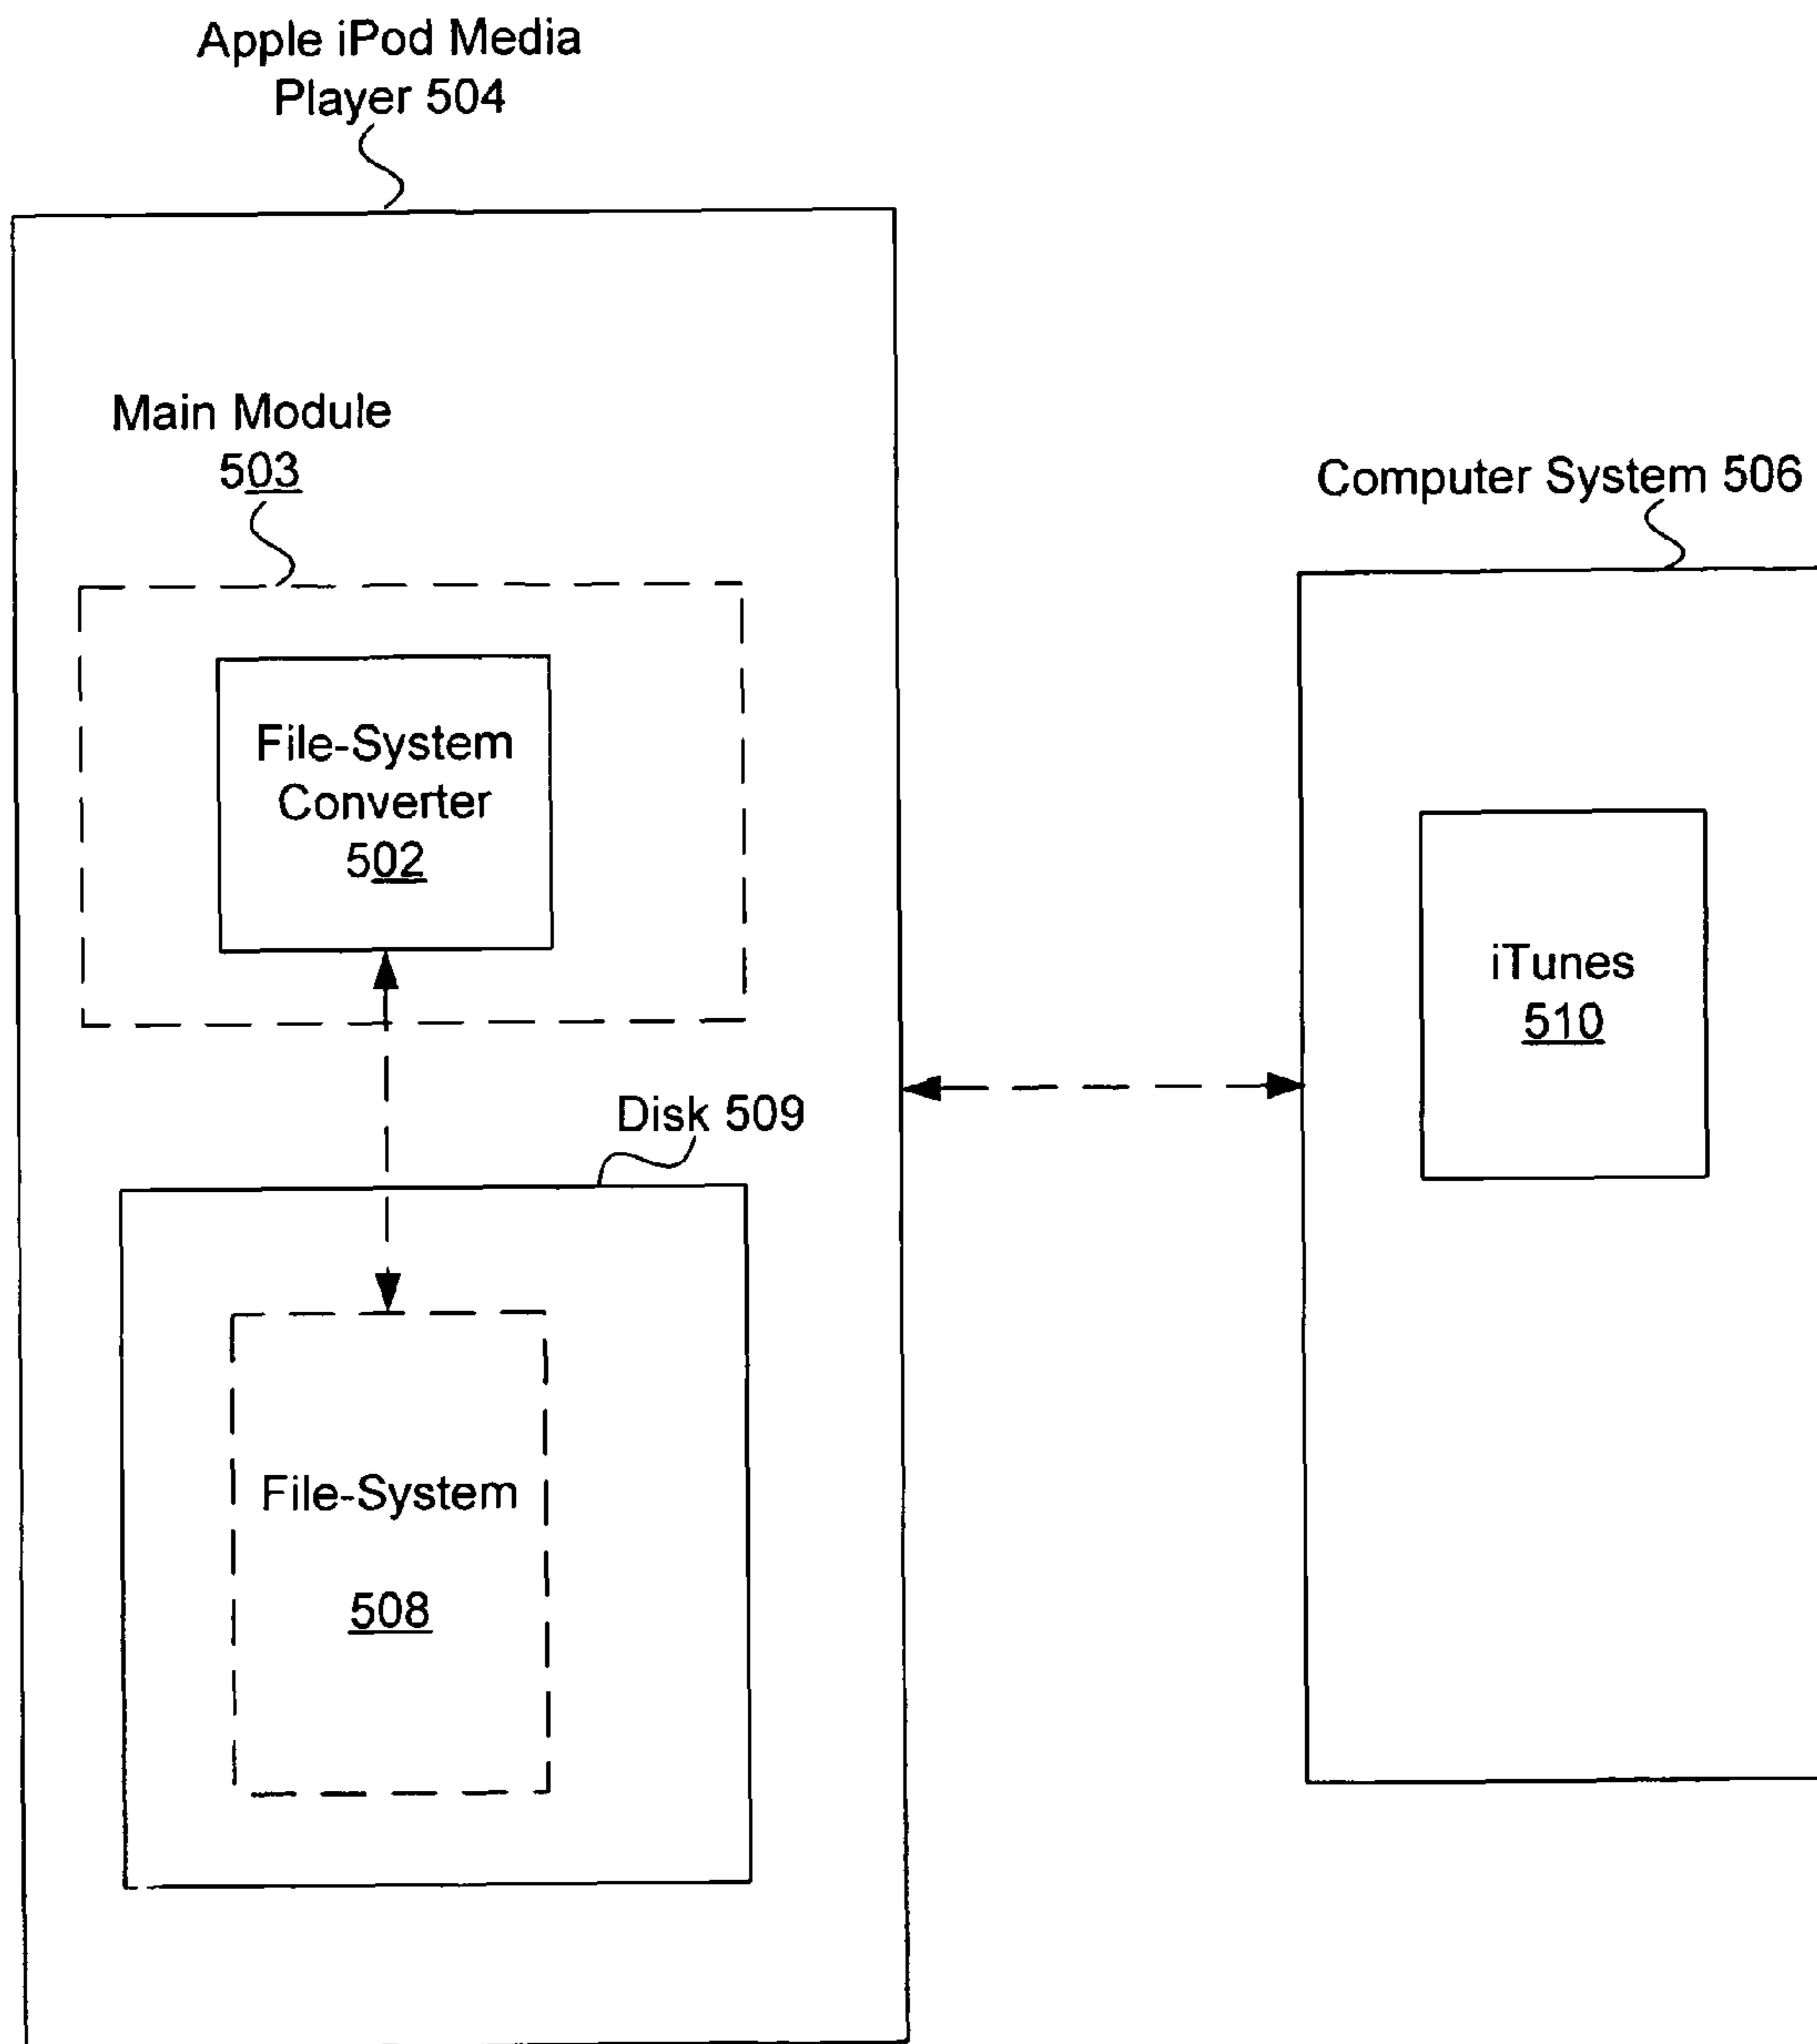 Apple iPod Media
Player 504
Main Module
503
Computer System 506
File-System
Converter
502
iTunes
510
Disk 509
File-System
508